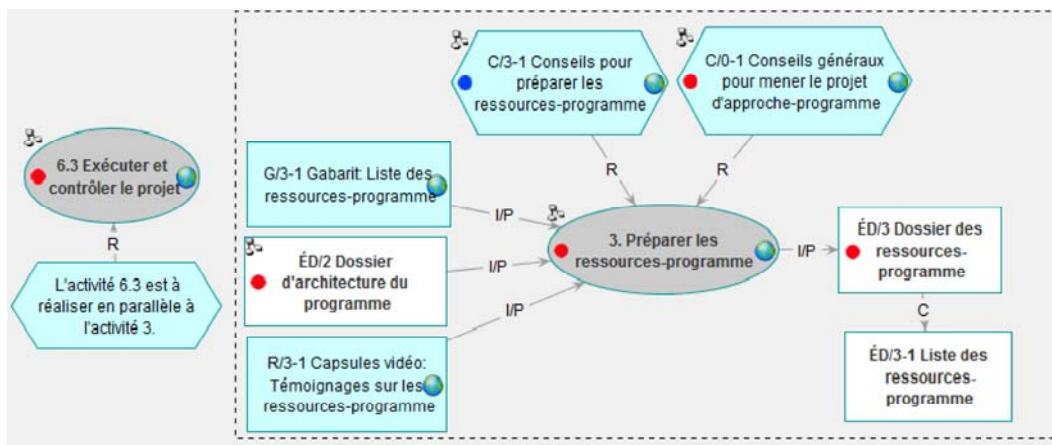 C/3-1 Conseils pour
préparer les
ressources-programme
C/0-1 Conseils généraux
pour mener le projet
d'approche-programme
6.3 Exécuter et
contrôler le projet
R
L'activité 6.3 est à
réaliser en parallèle à
l'activité 3.
G/3-1 Gabarit: Liste des
ressources-programme
I/P
ÉD/2 Dossier
d'architecture du
programme
I/P
R/3-1 Capsules vidéo:
Témoignages sur les
ressources-programme
I/P
R
R
3. Préparer les
ressources-programme
I/P
ÉD/3 Dossier des
ressources-
programme
C
ÉD/3-1 Liste des
ressources-
programme